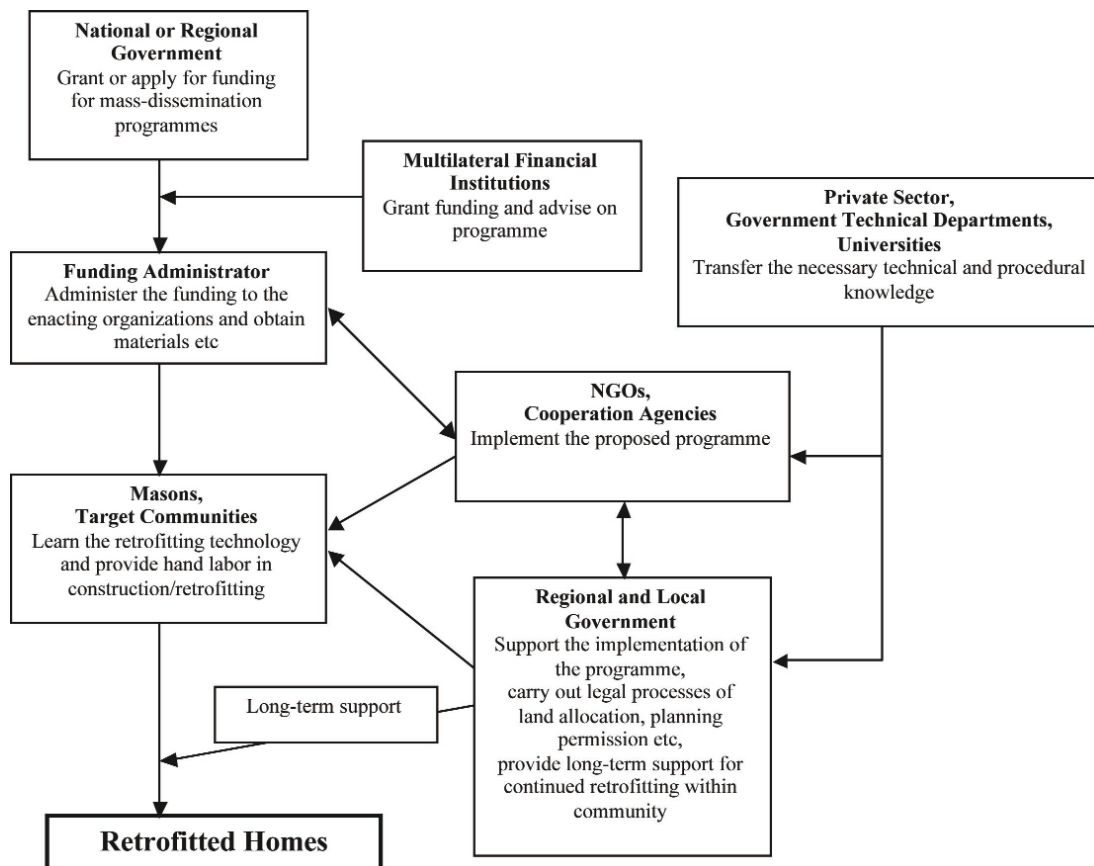 National or Regional
Government
Grant or apply for funding
for mass-dissemination
programmes
Multilateral Financial
Institutions
Grant funding and advise on
programme
Private Sector,
Government Technical Departments,
Universities
Transfer the necessary technical and procedural
knowledge
Funding Administrator
Administer the funding to the
enacting organizations and obtain
materials etc
NGOs,
Cooperation Agencies
Implement the proposed programme
Masons,
Target Communities
Learn the retrofitting technology
and provide hand labor in
construction/retrofitting
Regional and Local
Government
Support the implementation of
the programme,
carry out legal processes of
land allocation, planning
permission etc,
provide long-term support for
continued retrofitting within
community
Long-term support
Retrofitted Homes